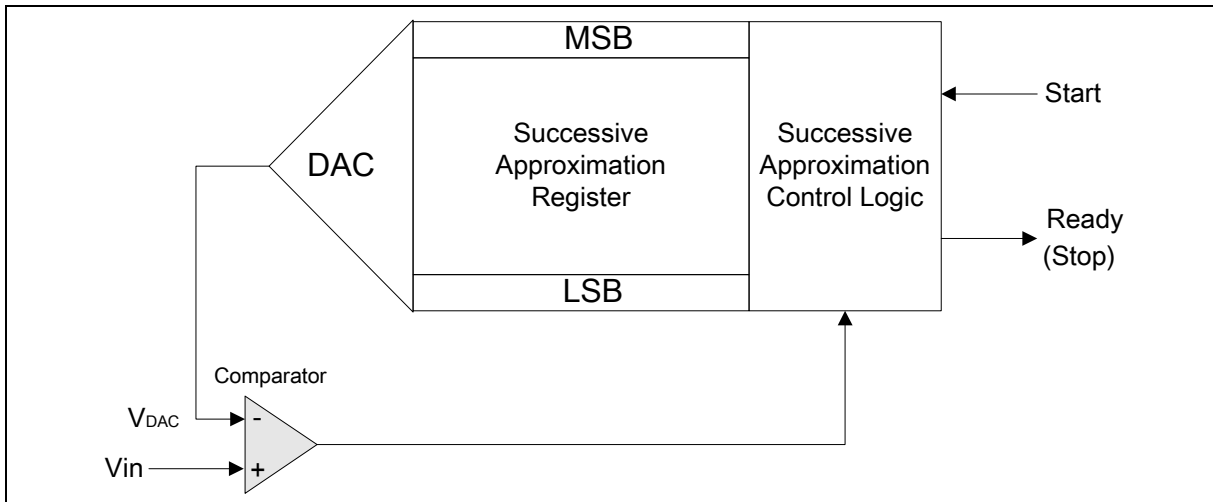 MSB
DAC
Successive
Approximation
Register
Successive
Approximation
Control Logic
Start
Ready
(Stop)
LSB
Comparator
VDAC
-
Vin
+